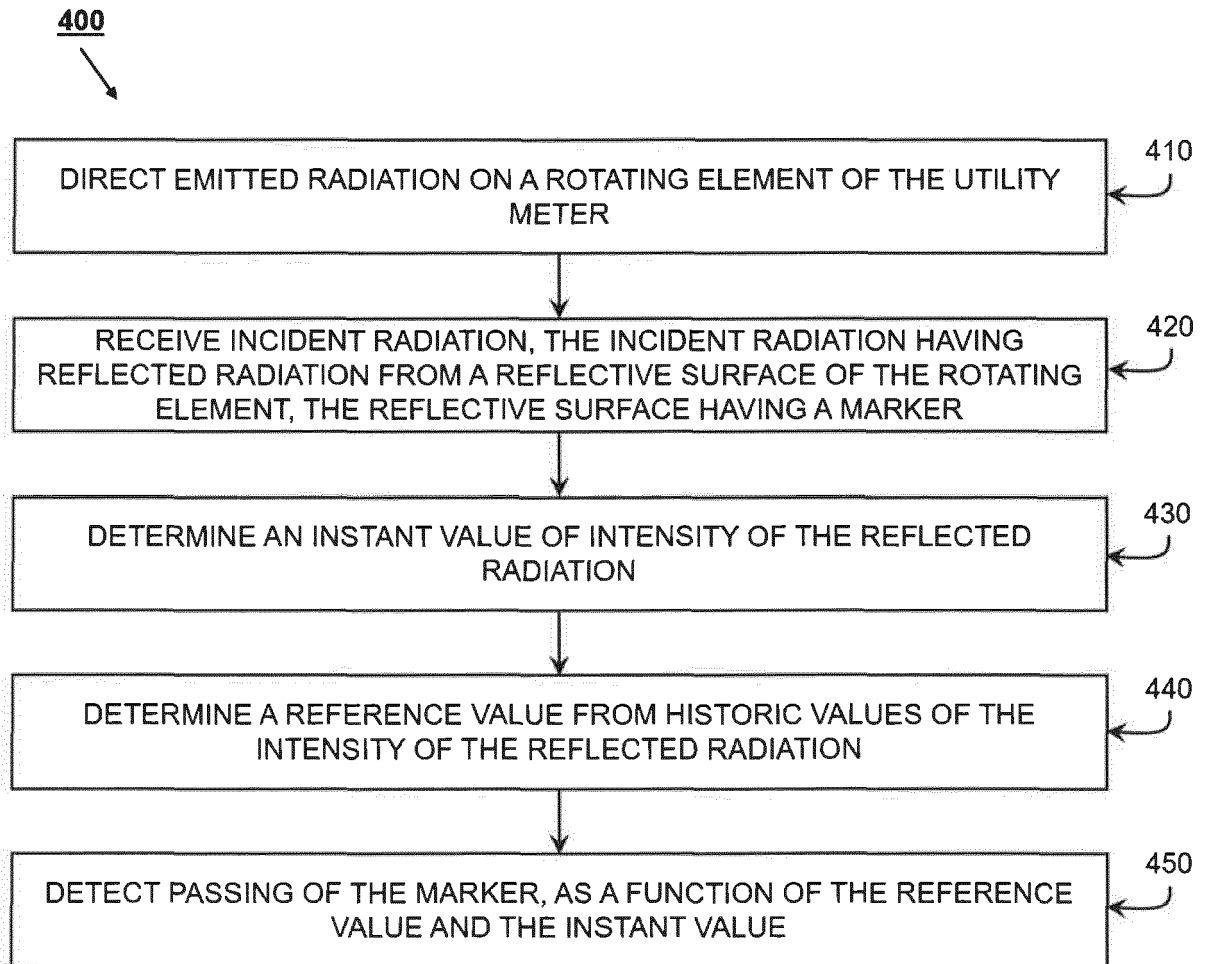 400
DIRECT EMITTED RADIATION ON A ROTATING ELEMENT OF THE UTILITY
METER
410
RECEIVE INCIDENT RADIATION, THE INCIDENT RADIATION HAVING
REFLECTED RADIATION FROM A REFLECTIVE SURFACE OF THE ROTATING
ELEMENT, THE REFLECTIVE SURFACE HAVING A MARKER
420
DETERMINE AN INSTANT VALUE OF INTENSITY OF THE REFLECTED
RADIATION
430
DETERMINE A REFERENCE VALUE FROM HISTORIC VALUES OF THE
INTENSITY OF THE REFLECTED RADIATION
440
DETECT PASSING OF THE MARKER, AS A FUNCTION OF THE REFERENCE
VALUE AND THE INSTANT VALUE
450